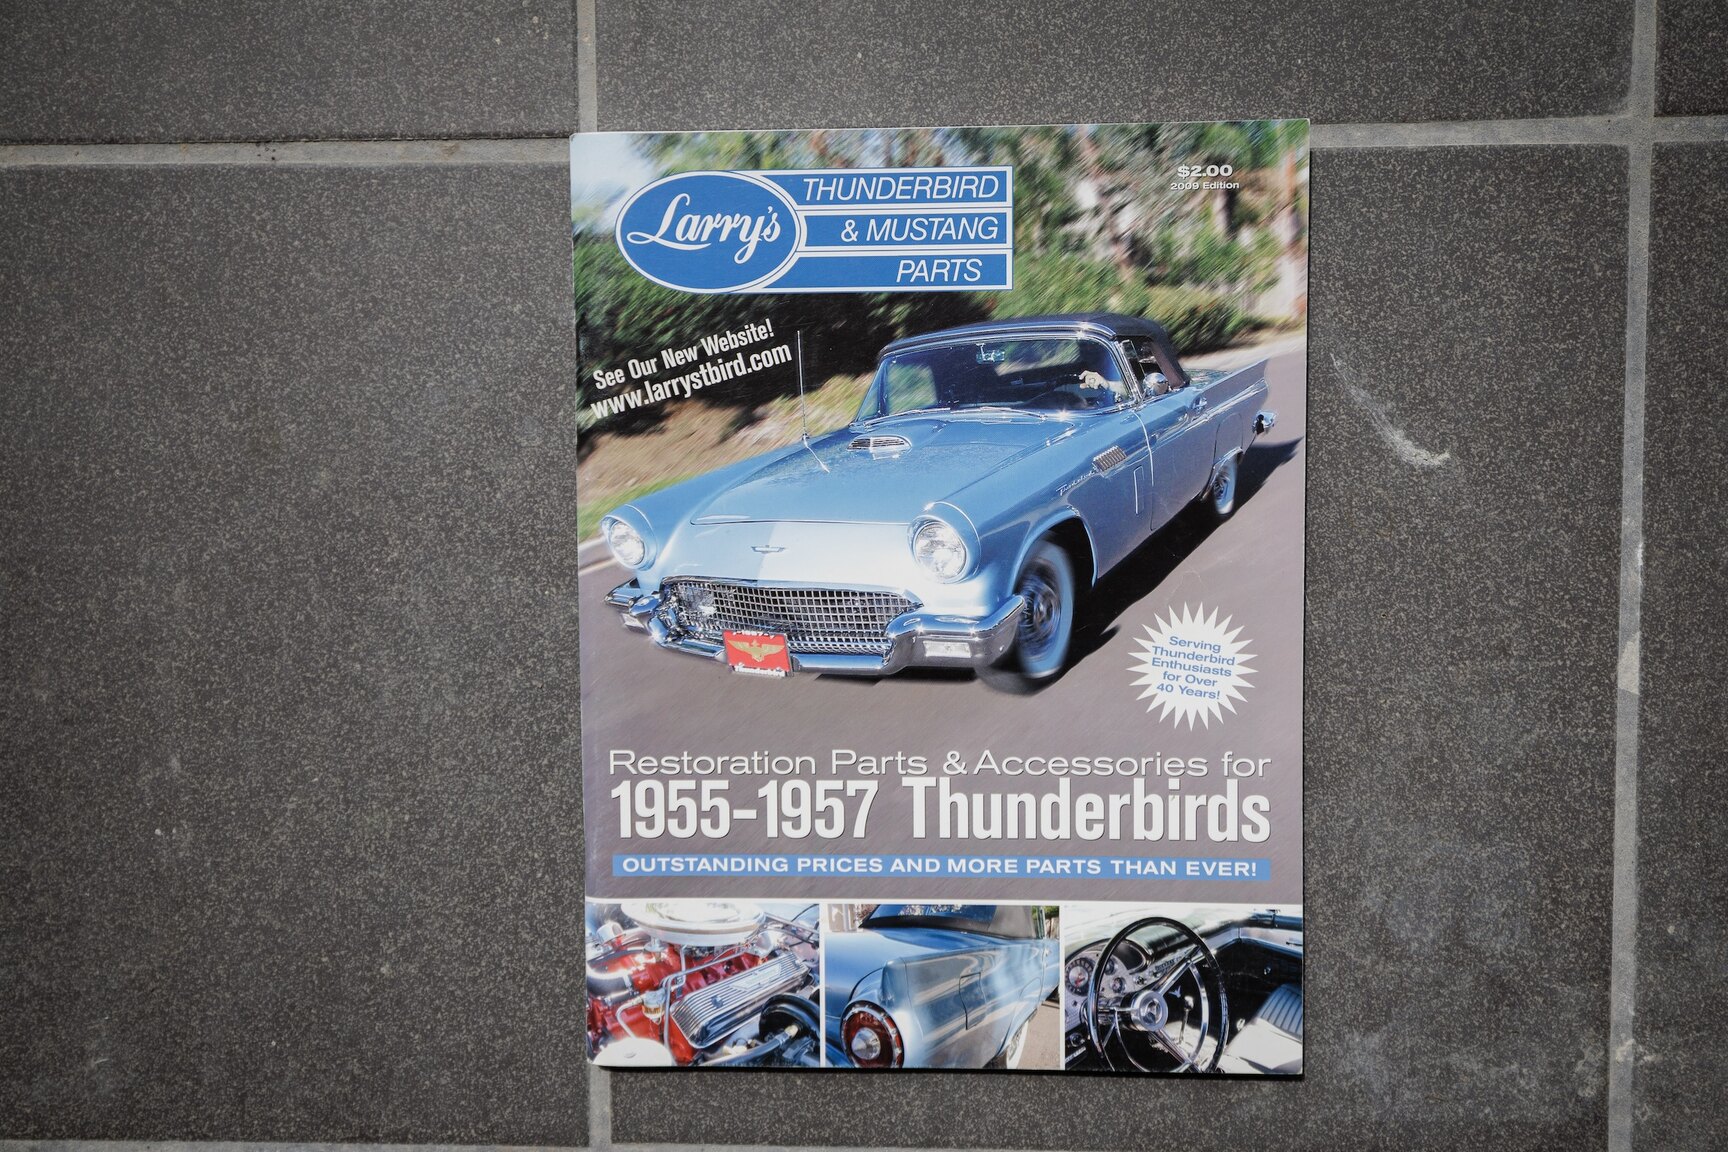 Larry's
THUNDERBIRD
& MUSTANG
PARTS
$2.00
2009 Edition
See Our New Website!
www.larrystbird.com
Thunderbird
Serving
Thunderbird
Enthusiasts
for Over
40 Years!
Restoration Parts & Accessories for
1955-1957 Thunderbirds
OUTSTANDING PRICES AND MORE PARTS THAN EVER!